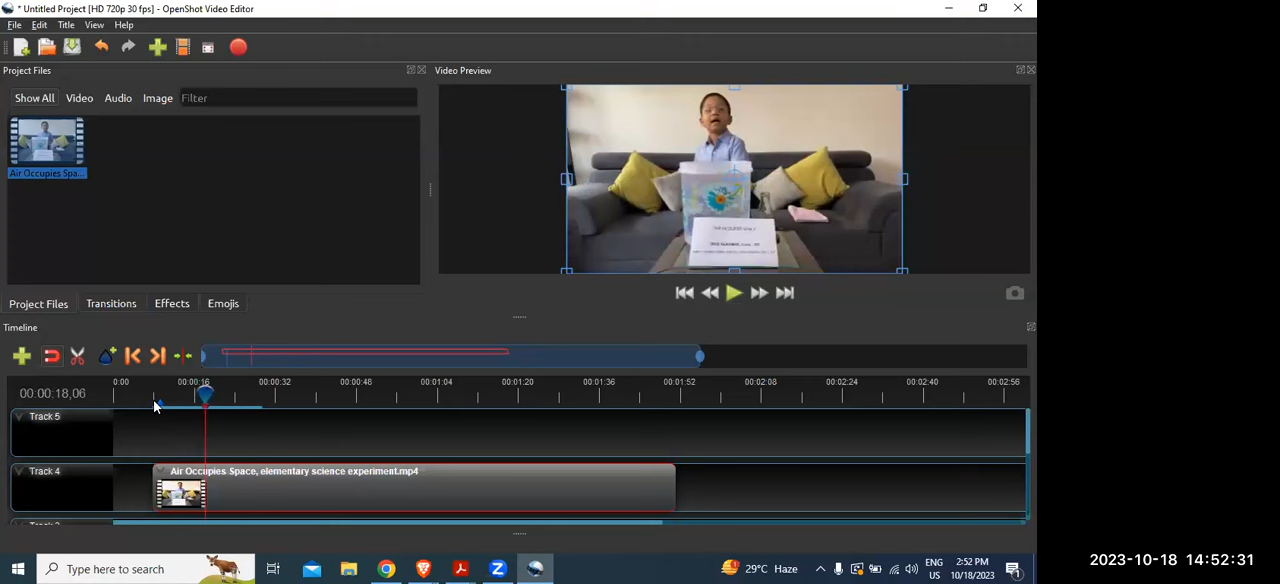 * Untitled Project [HD 720p 30 fps] - OpenShot Video Editor
File Edit Title View Help
Project Files
Video Preview
Show All Video Audio Image Filter
Air Occupies Spa...
Project Files Transitions Effects Emojis
Timeline
00:00:18,06
0:00 00:00:16 00:00:32 00:00:48 00:01:04 00:01:20 00:01:36 00:01:52 00:02:08 00:02:24 00:02:40 00:02:56
Track 5
Track 4
Air Occupies Space, elementary science experiment.mp4
Type here to search
29°C Haze
ENG
US
2:52 PM
10/18/2023
1
2023-10-18 14:52:31